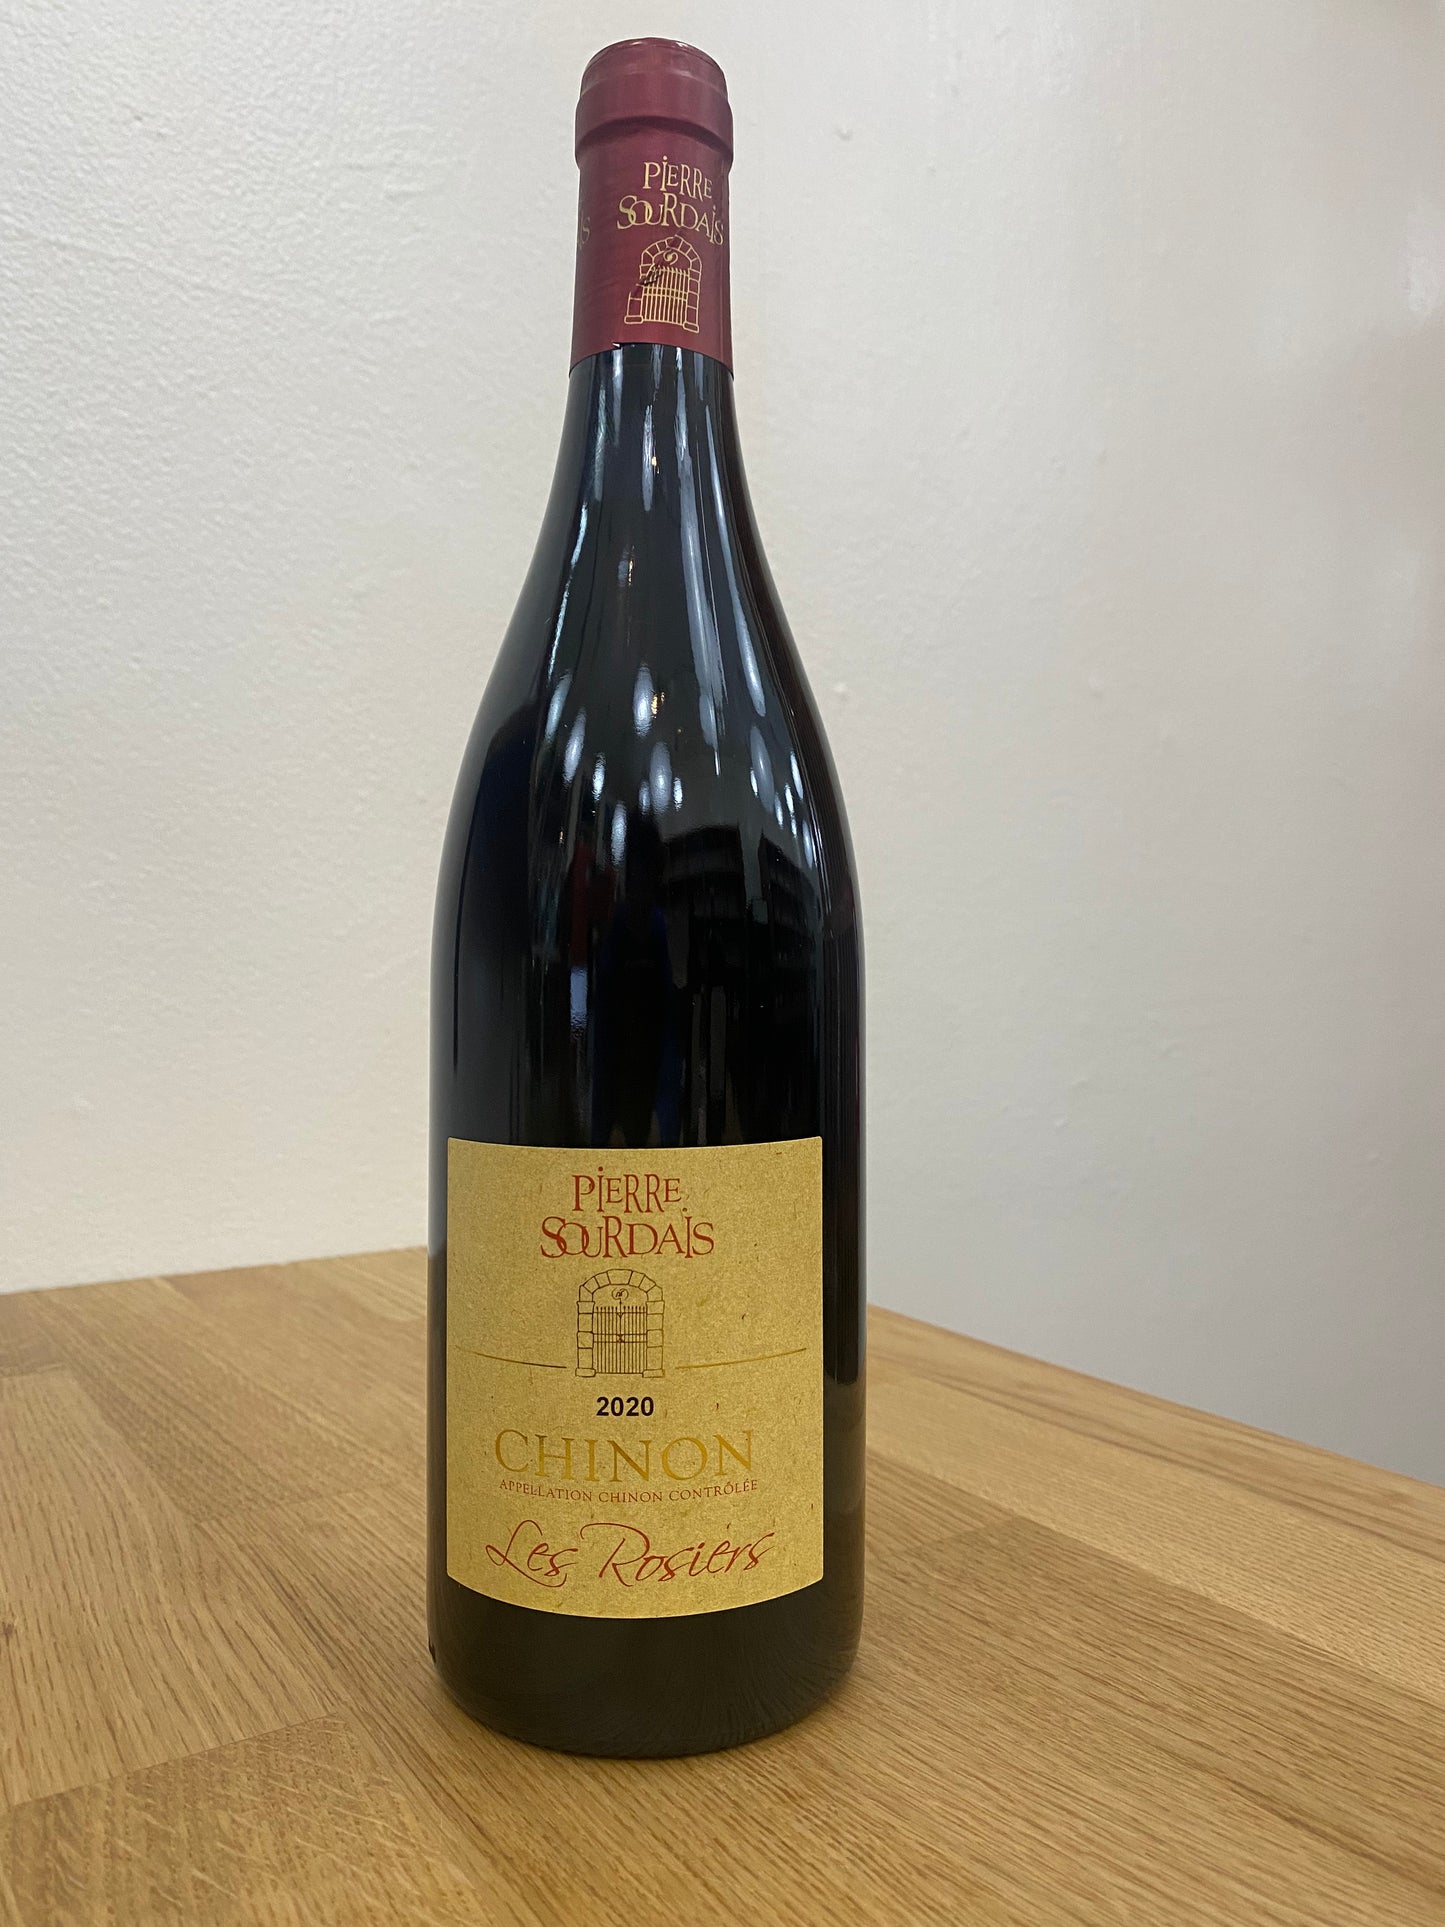 PIERRE
SOURDAIS
PIERRE
SOURDAIS
2020
CHINON
APPELLATION CHINON CONTRÔLÉE
Les Rosiers